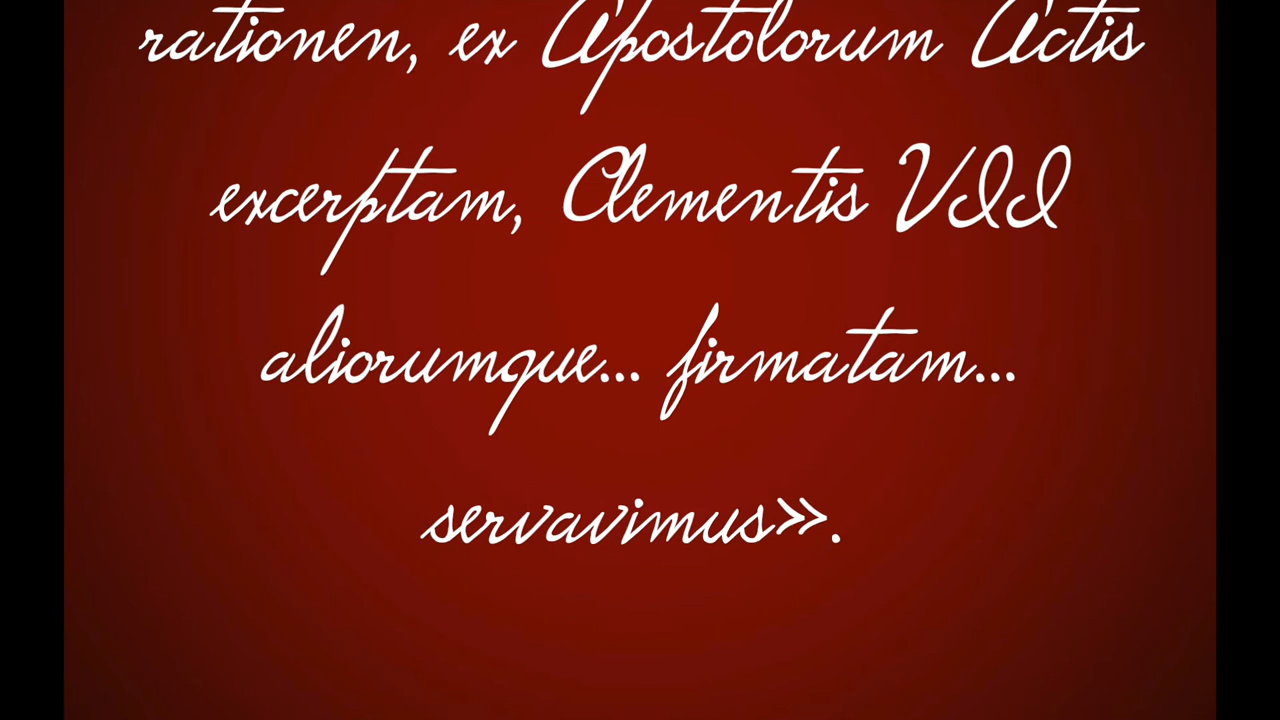 rationen, ex Apostolorum Actis
excerptam, Clementis VII
aliorumque... firmatam...
servavimus».